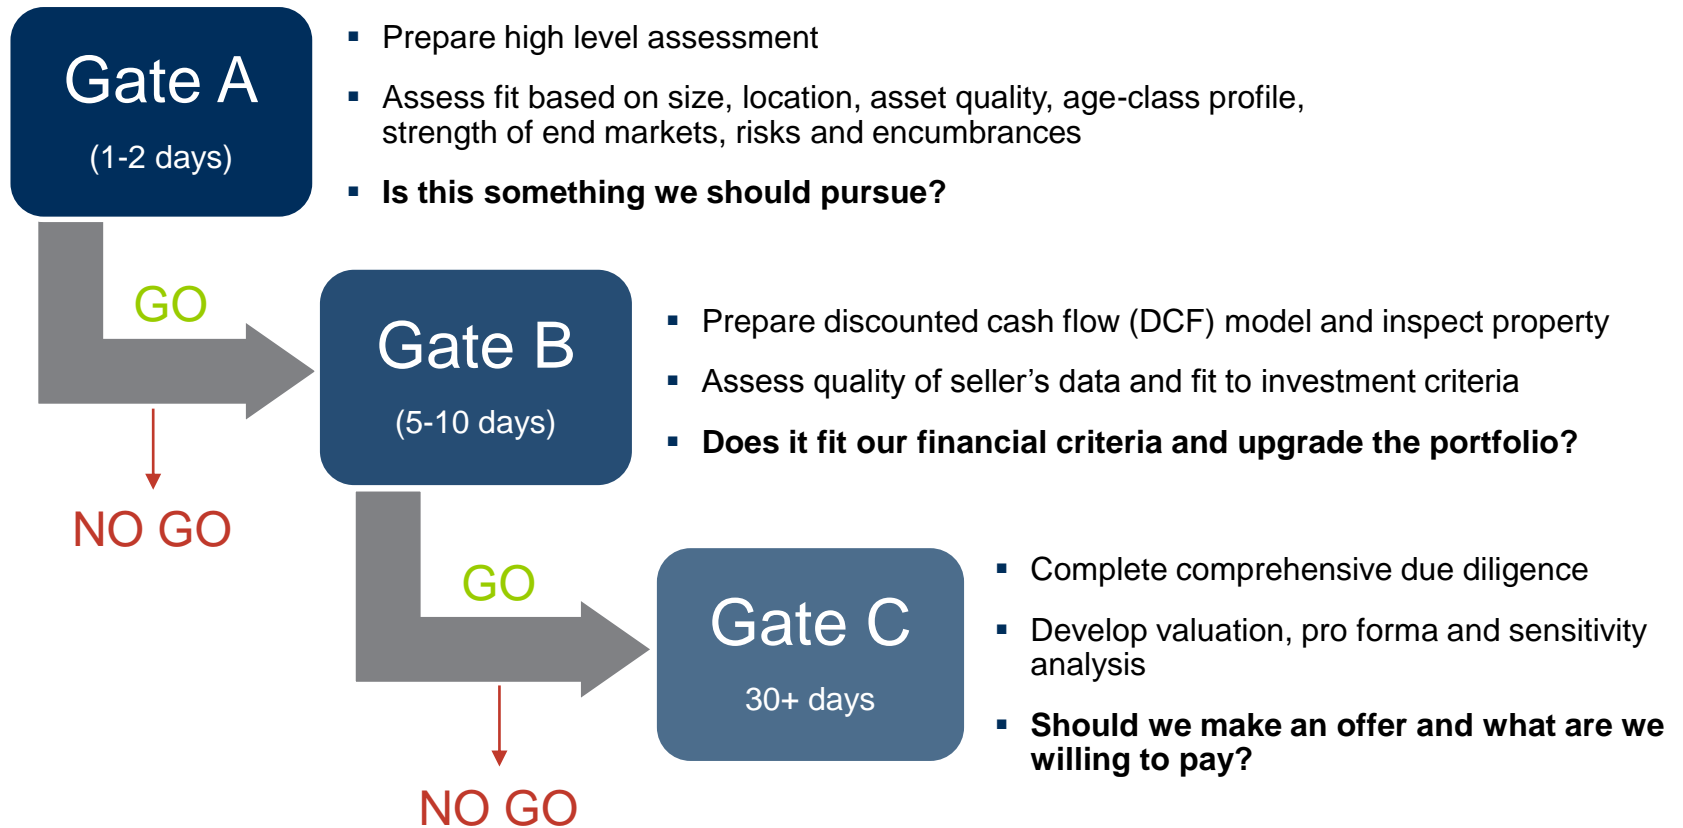 Gate A
(1-2 days)
▪ Prepare high level assessment
▪ Assess fit based on size, location, asset quality, age-class profile,
strength of end markets, risks and encumbrances
▪ Is this something we should pursue?
GO
NO GO
Gate B
(5-10 days)
▪ Prepare discounted cash flow (DCF) model and inspect property
▪ Assess quality of seller’s data and fit to investment criteria
▪ Does it fit our financial criteria and upgrade the portfolio?
GO
NO GO
Gate C
30+ days
▪ Complete comprehensive due diligence
▪ Develop valuation, pro forma and sensitivity
analysis
▪ Should we make an offer and what are we
willing to pay?